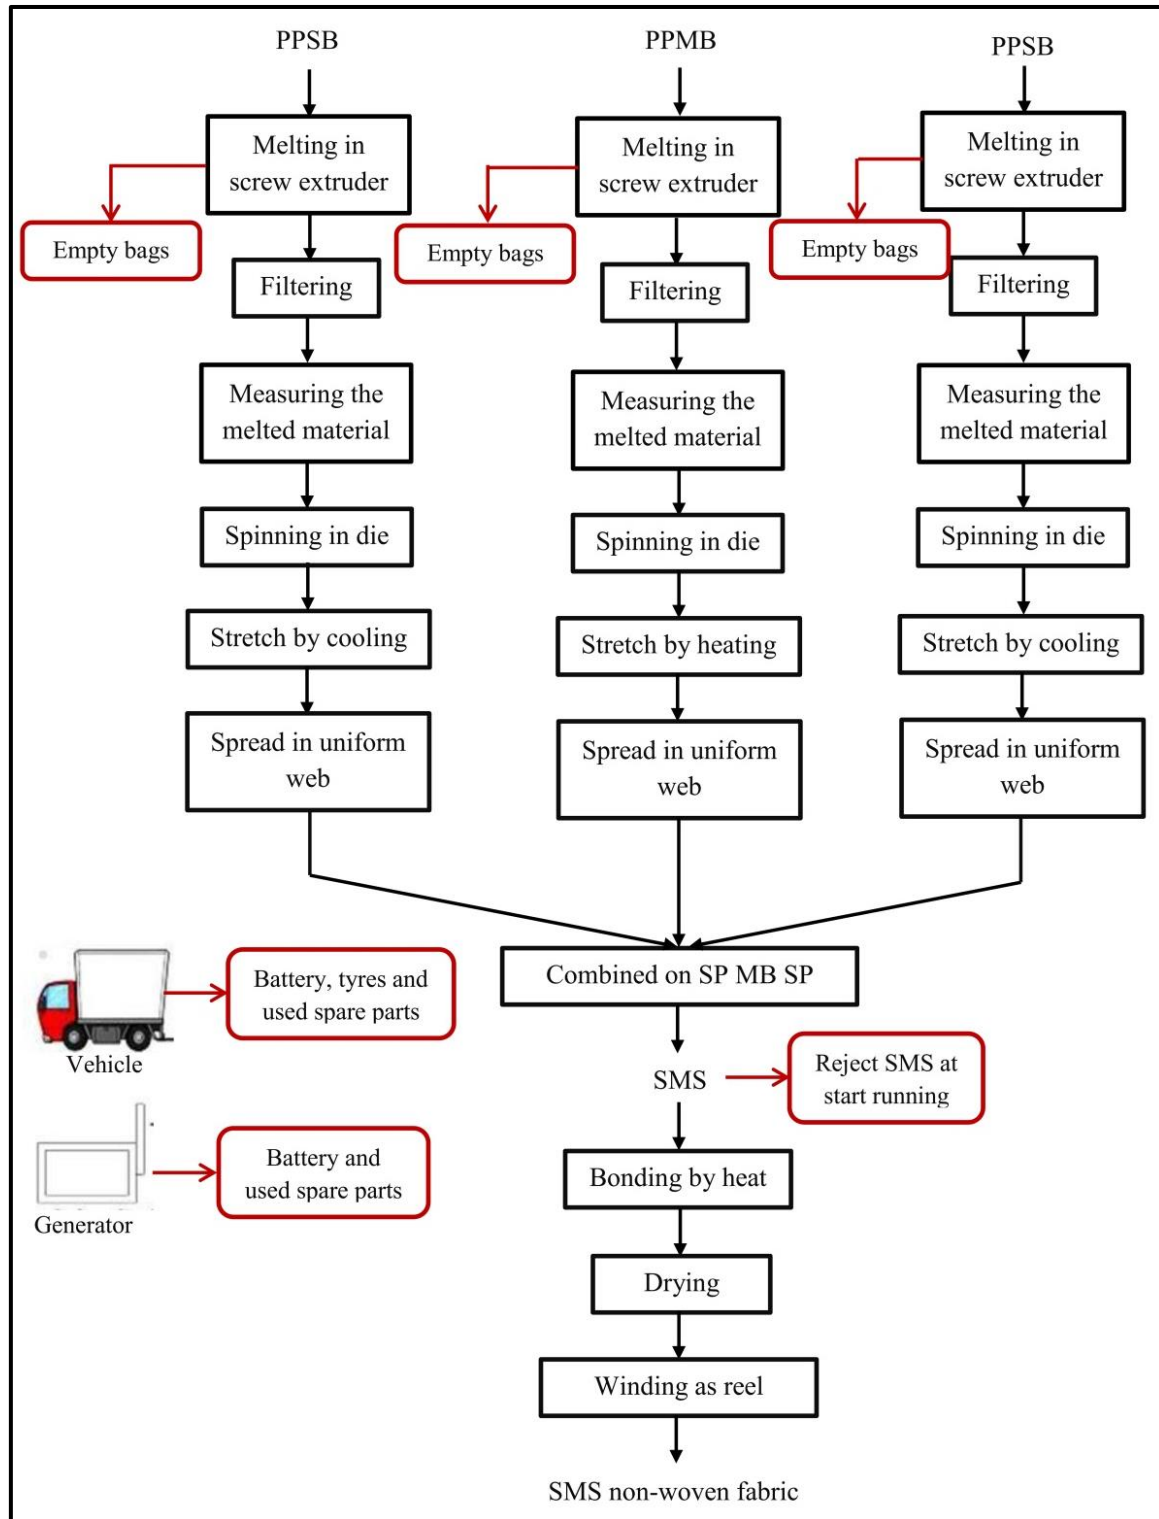 PPSB
PPMB
PPSB
Melting in
screw extruder
Melting in
screw extruder
Melting in
screw extruder
Empty bags
Empty bags
Empty bags
Filtering
Filtering
Filtering
Measuring the
melted material
Measuring the
melted material
Measuring the
melted material
Spinning in die
Spinning in die
Spinning in die
Stretch by cooling
Stretch by heating
Stretch by cooling
Spread in uniform
web
Spread in uniform
web
Spread in uniform
web
Combined on SP MB SP
Battery, tyres and
used spare parts
Vehicle
SMS
Reject SMS at
start running
Battery and
used spare parts
Generator
Bonding by heat
Drying
Winding as reel
SMS non-woven fabric